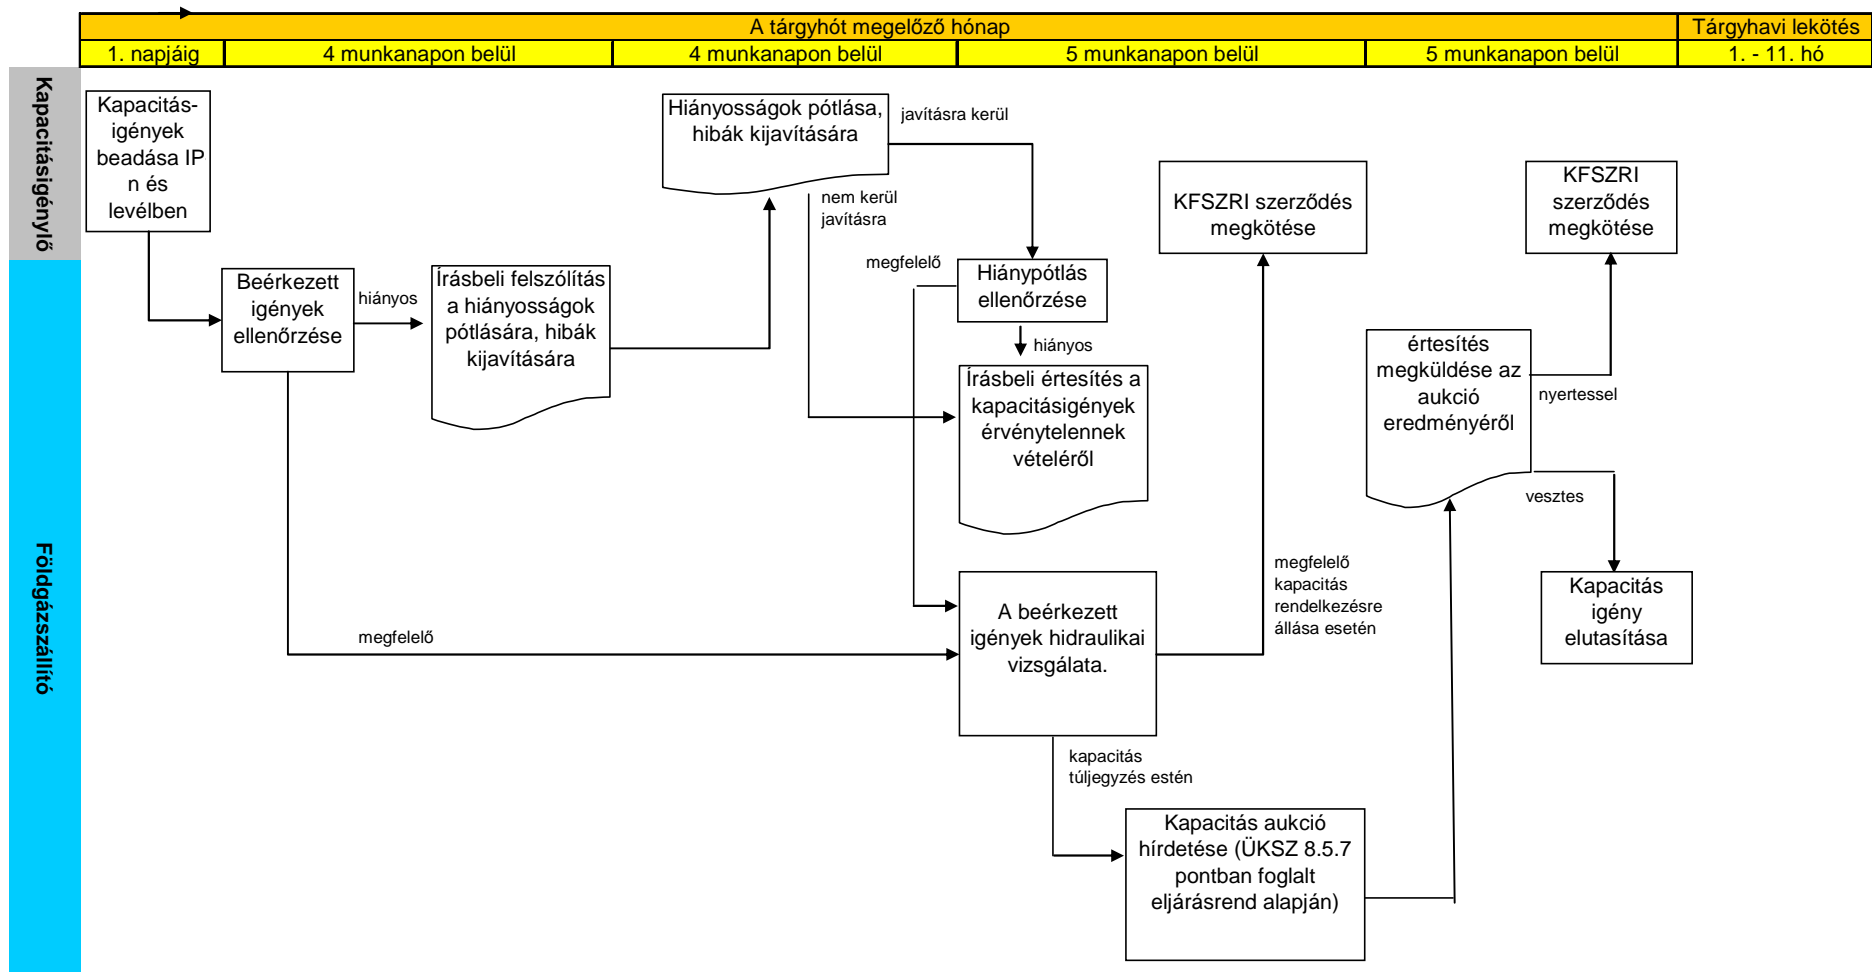 A tárgyhót megelőző hónap
Tárgyhavi lekötés
1. napjáig
4 munkanapon belül
4 munkanapon belül
5 munkanapon belül
5 munkanapon belül
1. - 11. hó
Kapacitásigénylő
Földgázszállító
Kapacitás-
igények
beadása IP
n és
levélben
Beérkezett
igények
ellenőrzése
hiányos
Írásbeli felszólítás
a hiányosságok
pótlására, hibák
kijavítására
Hiányosságok pótlása,
hibák kijavítására
javításra kerül
nem kerül
javításra
megfelelő
Hiánypótlás
ellenőrzése
hiányos
Írásbeli értesítés a
kapacitásigények
érvénytelennek
vételéről
megfelelő
A beérkezett
igények hidraulikai
vizsgálata.
KFSZRI szerződés
megkötése
megfelelő
kapacitás
rendelkezésre
állása esetén
kapacitás
túljegyzés estén
Kapacitás aukció
hírdetése (ÜKSZ 8.5.7
pontban foglalt
eljárásrend alapján)
értesítés
megküldése az
aukció
eredményéről
nyertessel
KFSZRI
szerződés
megkötése
vesztes
Kapacitás
igény
elutasítása